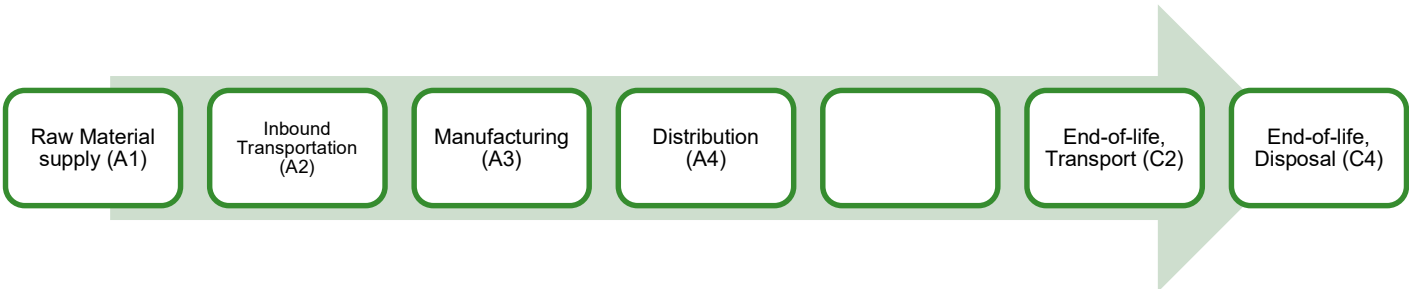 Raw Material
supply (A1)
Inbound
Transportation
(A2)
Manufacturing
(A3)
Distribution
(A4)
End-of-life,
Transport (C2)
End-of-life,
Disposal (C4)